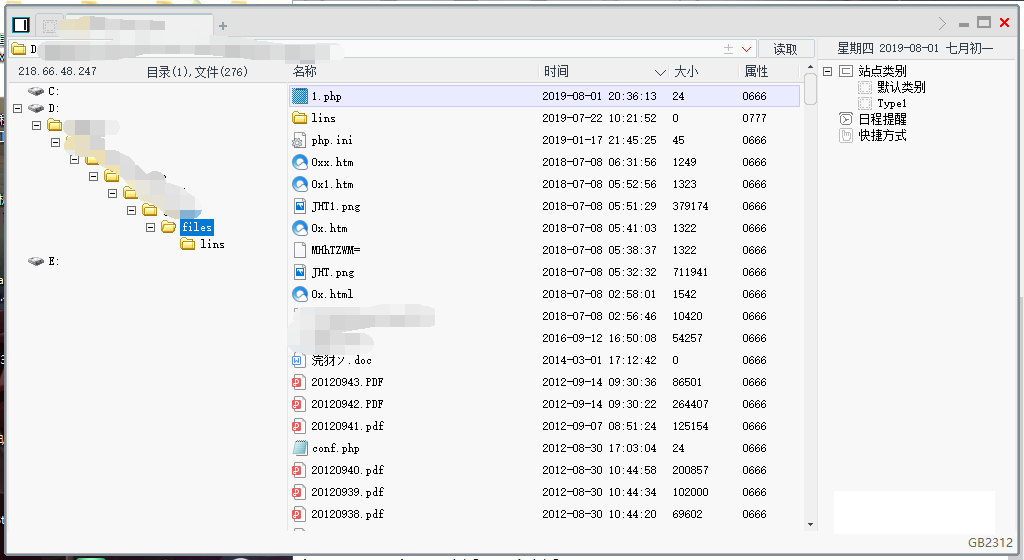 D
读取
星期四 2019-08-01 七月初一
218.66.48.247
目录(1),文件(276)
名称 时间 大小 属性
C:
D:
files
lins
E:
1.php 2019-08-01 20:36:13 24 0666
lins 2019-07-22 10:21:52 0 0777
php.ini 2019-01-17 21:45:25 45 0666
0xx.htm 2018-07-08 06:31:56 1249 0666
0x1.htm 2018-07-08 05:52:56 1323 0666
JHT1.png 2018-07-08 05:51:29 379174 0666
0x.htm 2018-07-08 05:41:03 1322 0666
MHhTZWM= 2018-07-08 05:38:37 1322 0666
JHT.png 2018-07-08 05:32:32 711941 0666
0x.html 2018-07-08 02:58:01 1542 0666
2018-07-08 02:56:46 10420 0666
2016-09-12 16:50:08 54257 0666
浣犲ソ.doc 2014-03-01 17:12:42 0 0666
20120943.PDF 2012-09-14 09:30:36 86501 0666
20120942.PDF 2012-09-14 09:30:22 264407 0666
20120941.pdf 2012-09-07 08:51:24 125154 0666
conf.php 2012-08-30 17:03:04 24 0666
20120940.pdf 2012-08-30 10:44:58 200857 0666
20120939.pdf 2012-08-30 10:44:34 102000 0666
20120938.pdf 2012-08-30 10:44:20 69602 0666
站点类别
默认类别
Type1
日程提醒
快捷方式
GB2312